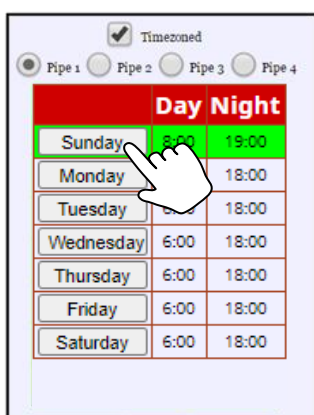 Timezoned
Pipe 1 Pipe 2 Pipe 3 Pipe 4
Day Night
Sunday 8:00 19:00
Monday 18:00
Tuesday 6:00 18:00
Wednesday 6:00 18:00
Thursday 6:00 18:00
Friday 6:00 18:00
Saturday 6:00 18:00